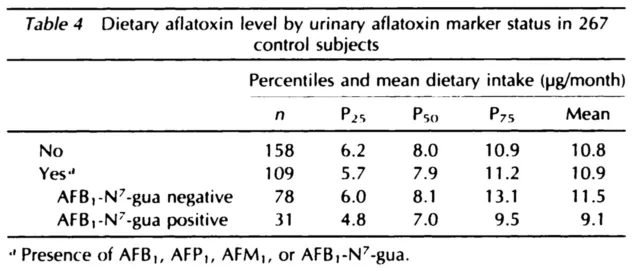 Table 4 Dietary aflatoxin level by urinary aflatoxin marker status in 267
control subjects
Percentiles and mean dietary intake (µg/month)
n P₂₅ P₅₀ P₇₅ Mean
No 158 6.2 8.0 10.9 10.8
Yesᵃ 109 5.7 7.9 11.2 10.9
AFB₁-N⁷-gua negative 78 6.0 8.1 13.1 11.5
AFB₁-N⁷-gua positive 31 4.8 7.0 9.5 9.1
ᵃ Presence of AFB₁, AFP₁, AFM₁, or AFB₁-N⁷-gua.